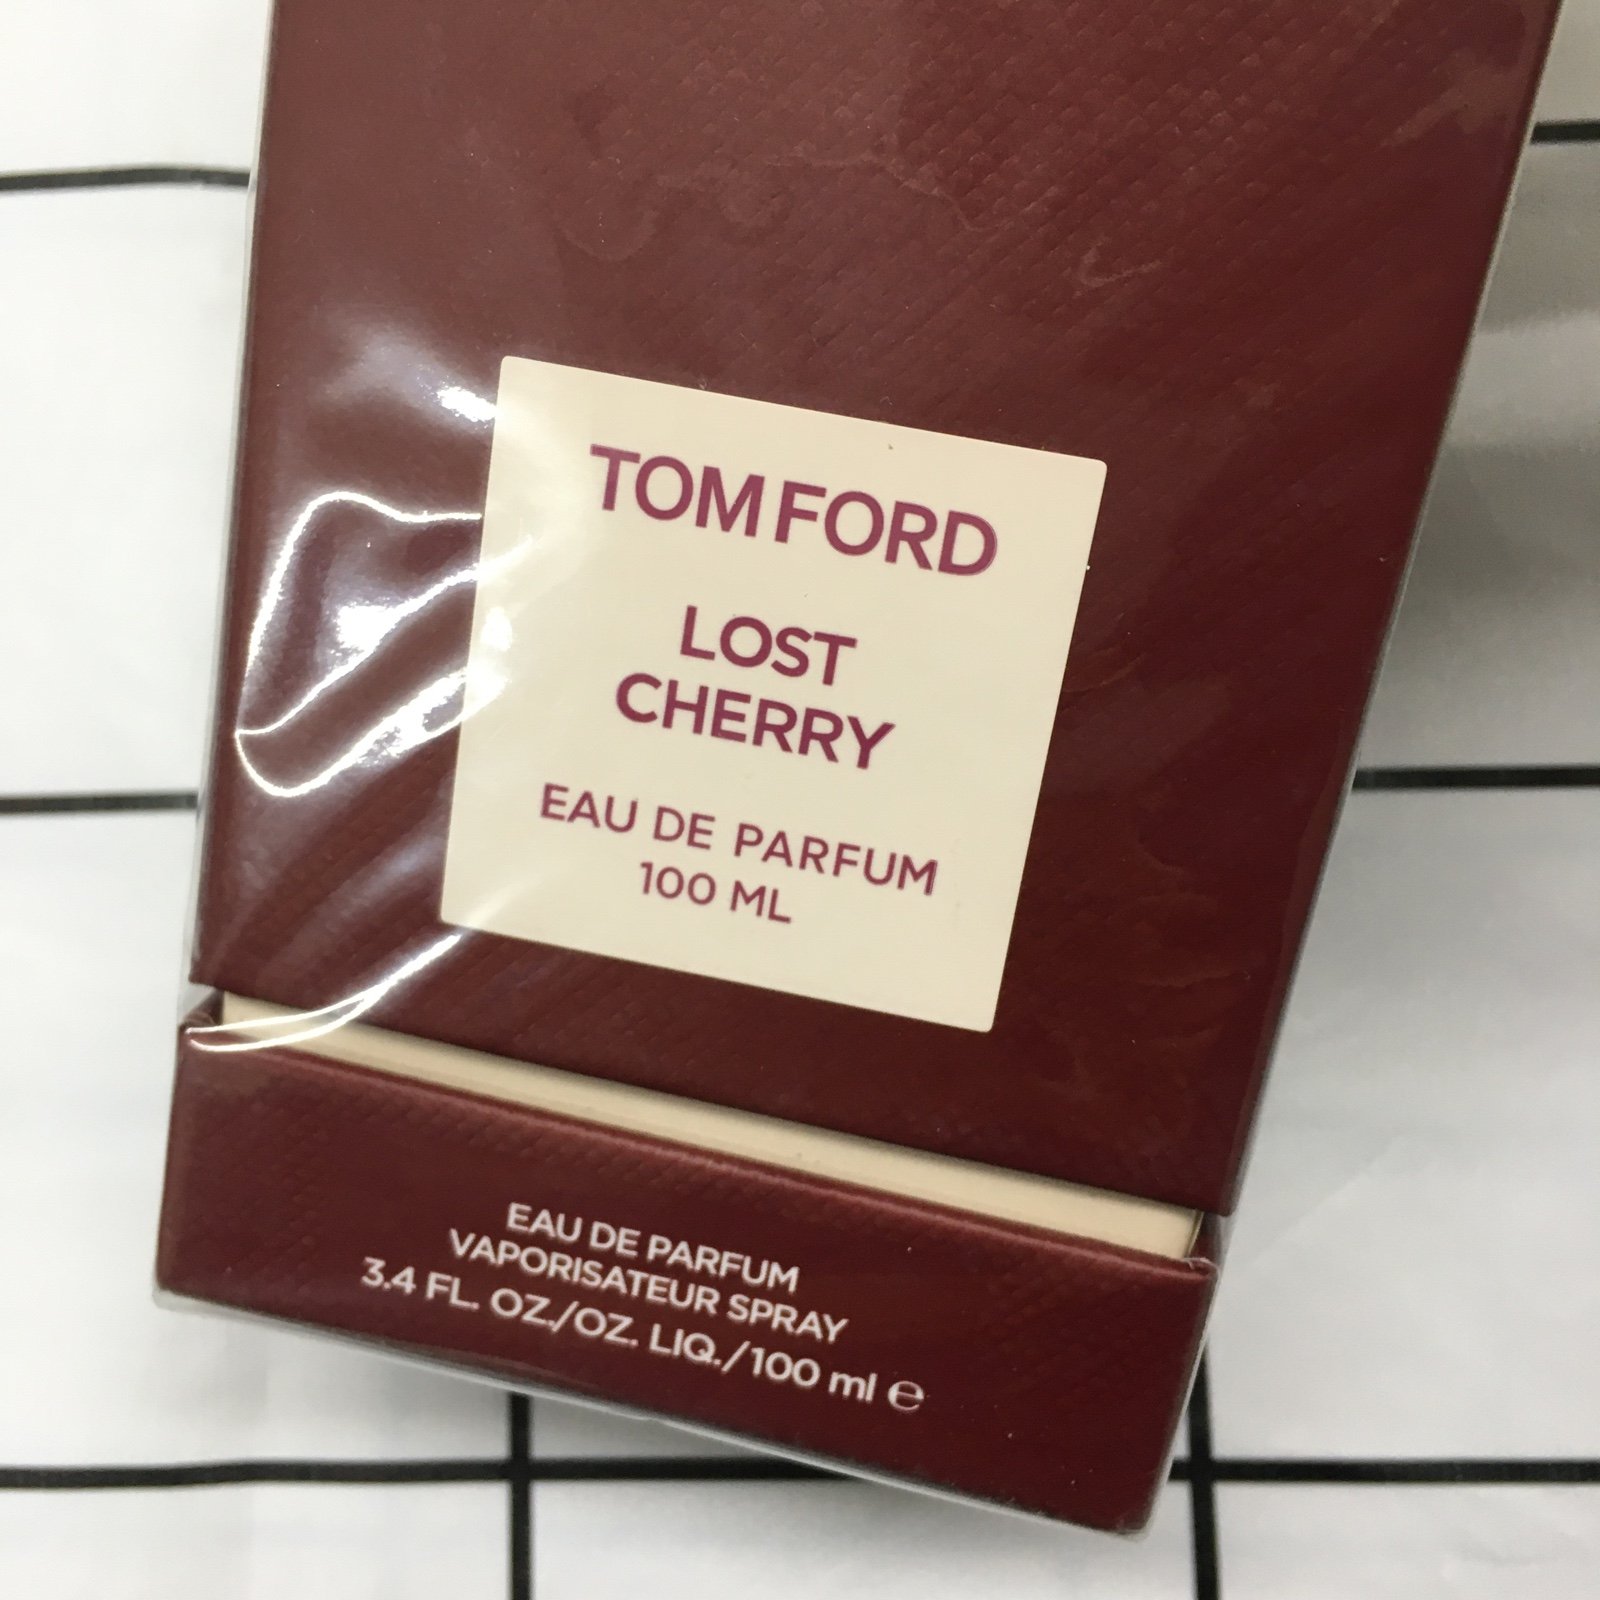 TOM FORD
LOST
CHERRY
EAU DE PARFUM
100 ML
EAU DE PARFUM
VAPORISATEUR SPRAY
3.4 FL. OZ./OZ. LIQ./100 ml ℮